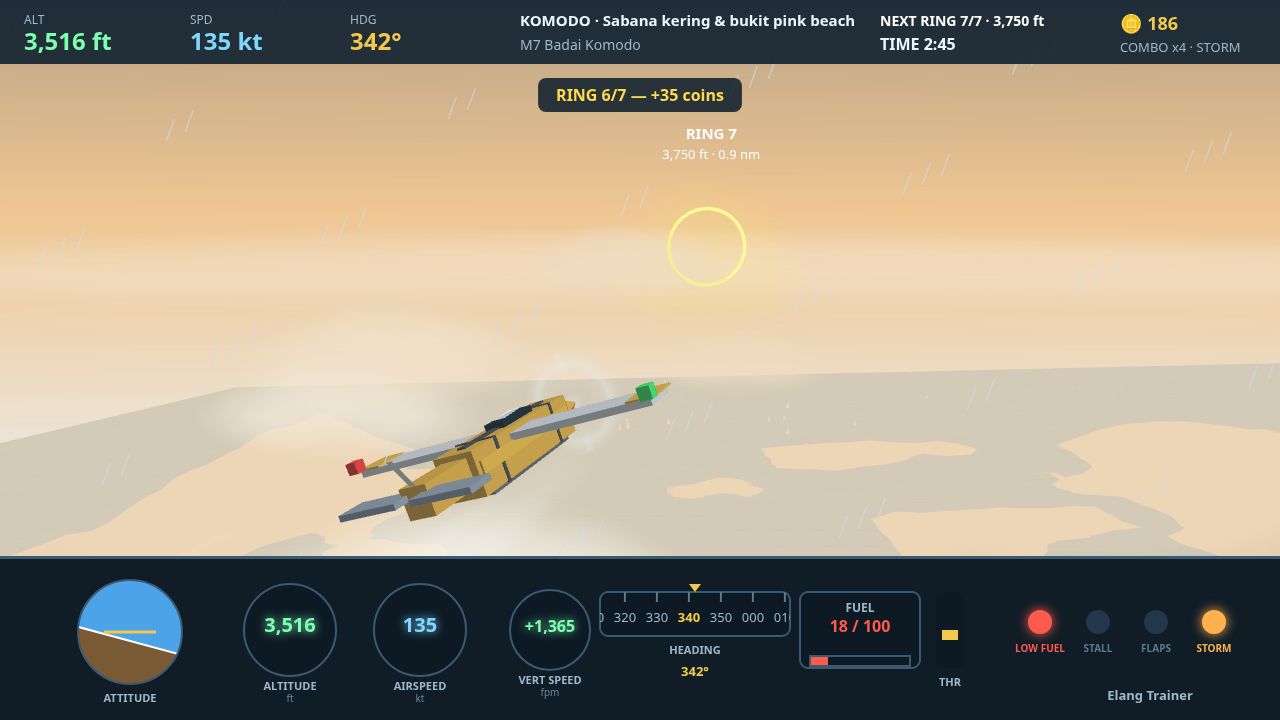 ALT
3,516 ft
SPD
135 kt
HDG
342°
KOMODO · Sabana kering & bukit pink beach
M7 Badai Komodo
NEXT RING 7/7 · 3,750 ft
TIME 2:45
186
COMBO x4 · STORM
RING 6/7 — +35 coins
RING 7
3,750 ft · 0.9 nm
ATTITUDE
3,516
ALTITUDE
ft
135
AIRSPEED
kt
+1,365
VERT SPEED
fpm
320 330 340 350 000 01
HEADING
342°
FUEL
18 / 100
THR
LOW FUEL
STALL
FLAPS
STORM
Elang Trainer